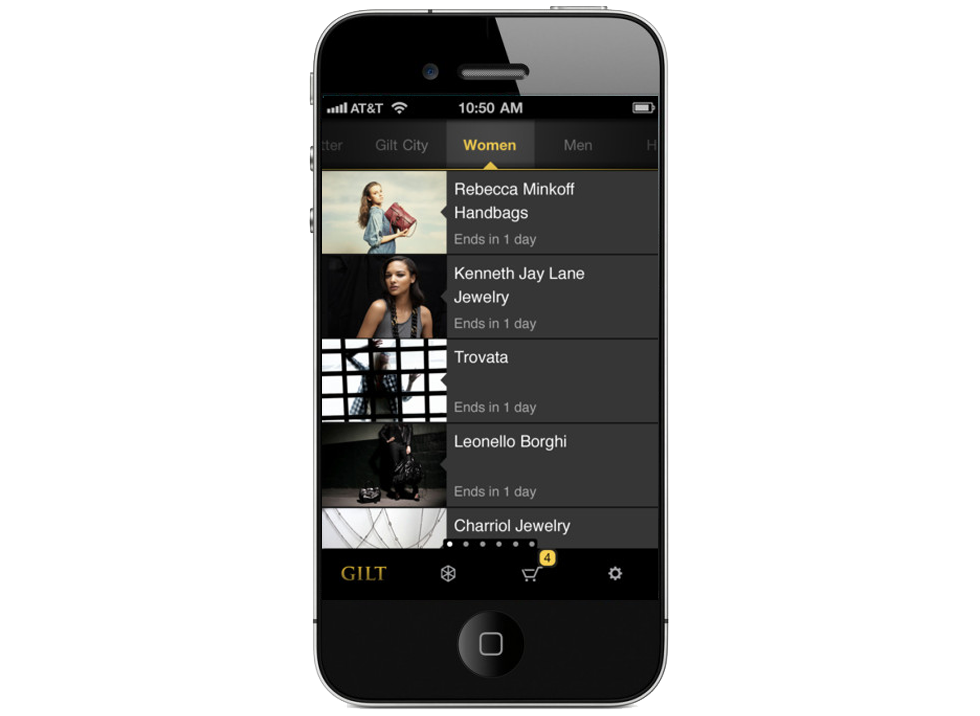 AT&T 10:50 AM
tter Gilt City Women Men H
Rebecca Minkoff
Handbags
Ends in 1 day
Kenneth Jay Lane
Jewelry
Ends in 1 day
Trovata
Ends in 1 day
Leonello Borghi
Ends in 1 day
Charriol Jewelry
4
GILT